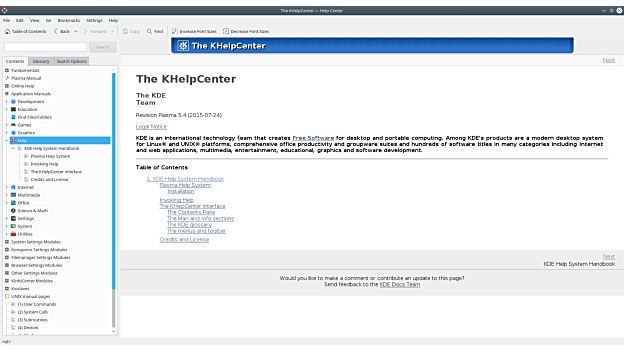 The KHelpCenter — Help Center
File Edit View Go Bookmarks Settings Help
Table of Contents Back Forward Copy Find Increase Font Sizes Decrease Font Sizes
Search
Contents Glossary Search Options
Fundamentals
Plasma Manual
Online Help
Application Manuals
Development
Education
Find Files/Folders
Games
Graphics
Help
KDE Help System Handbook
Plasma Help System
Invoking Help
The KHelpCenter interface
Credits and License
Internet
Multimedia
Office
Science & Math
Settings
System
Utilities
System Settings Modules
Konqueror Settings Modules
Filemanager Settings Modules
Browser Settings Modules
Other Settings Modules
KInfoCenter Modules
Kioslaves
UNIX manual pages
(1) User Commands
(2) System Calls
(3) Subroutines
(4) Devices
The KHelpCenter
Next
The KHelpCenter
The KDE
Team
Revision Plasma 5.4 (2015-07-24)
Legal Notice
KDE is an international technology team that creates Free Software for desktop and portable computing. Among KDE's products are a modern desktop system
for Linux® and UNIX® platforms, comprehensive office productivity and groupware suites and hundreds of software titles in many categories including Internet
and web applications, multimedia, entertainment, educational, graphics and software development.
Table of Contents
1. KDE Help System Handbook
Plasma Help System
Installation
Invoking Help
The KHelpCenter interface
The Contents Pane
The Man and Info sections
The KDE glossary
The menus and toolbar
Credits and License
Next
KDE Help System Handbook
Would you like to make a comment or contribute an update to this page?
Send feedback to the KDE Docs Team